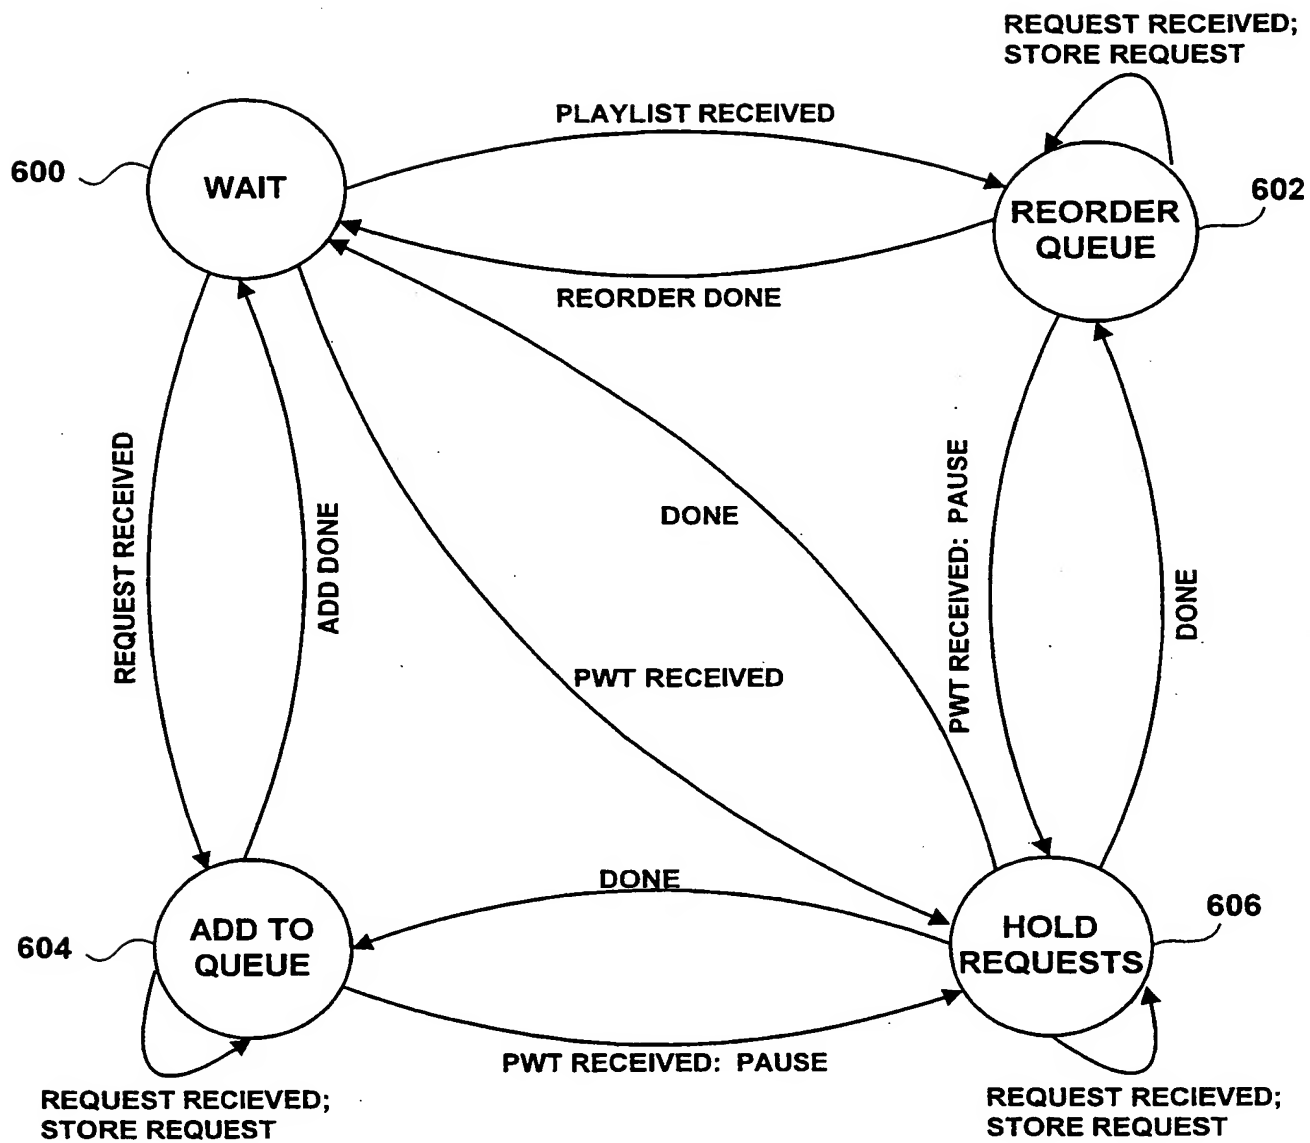 REQUEST RECEIVED;
STORE REQUEST
PLAYLIST RECEIVED
600
WAIT
602
REORDER
QUEUE
REORDER DONE
REQUEST RECEIVED
ADD DONE
DONE
PWT RECEIVED
PWT RECEIVED: PAUSE
DONE
DONE
604
ADD TO
QUEUE
606
HOLD
REQUESTS
PWT RECEIVED: PAUSE
REQUEST RECIEVED;
STORE REQUEST
REQUEST RECIEVED;
STORE REQUEST